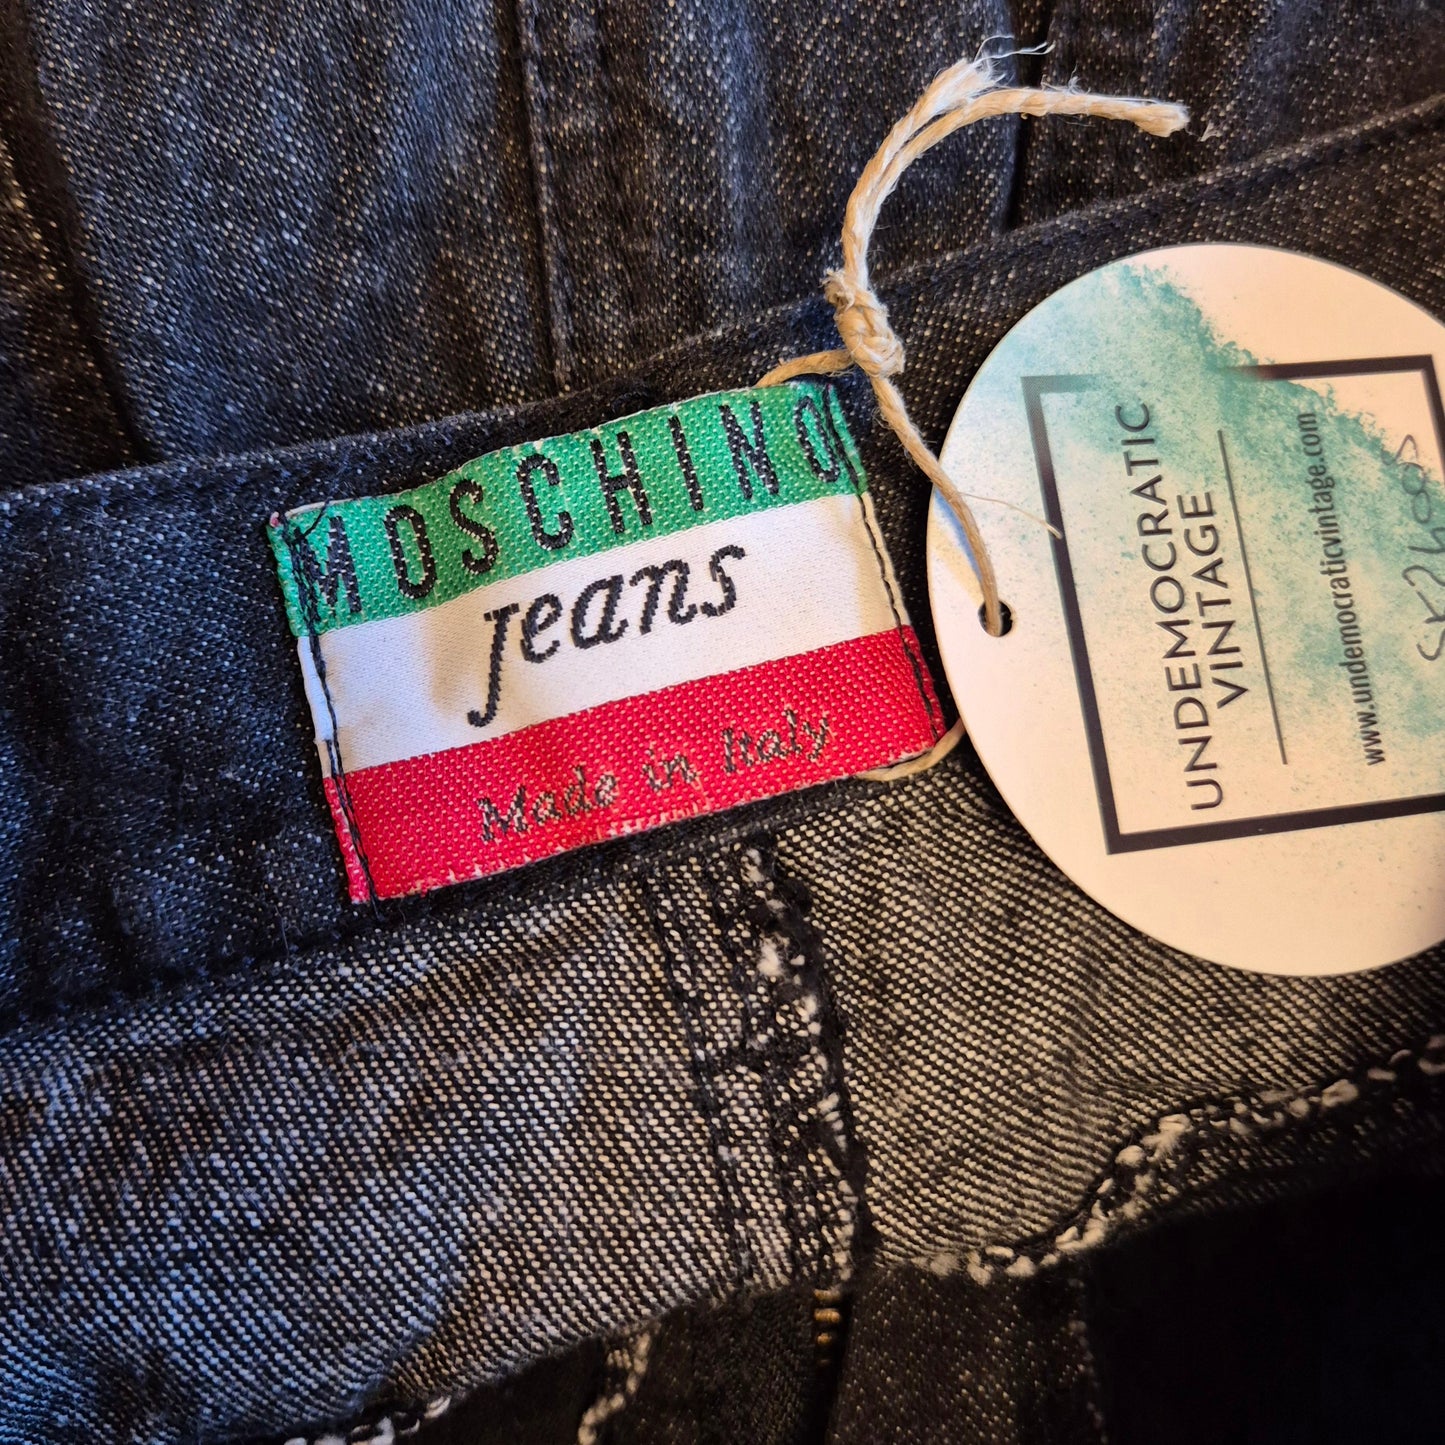 MOSCHINO
jeans
Made in Italy
UNDEMOCRATIC
VINTAGE
www.undemocraticvintage.com